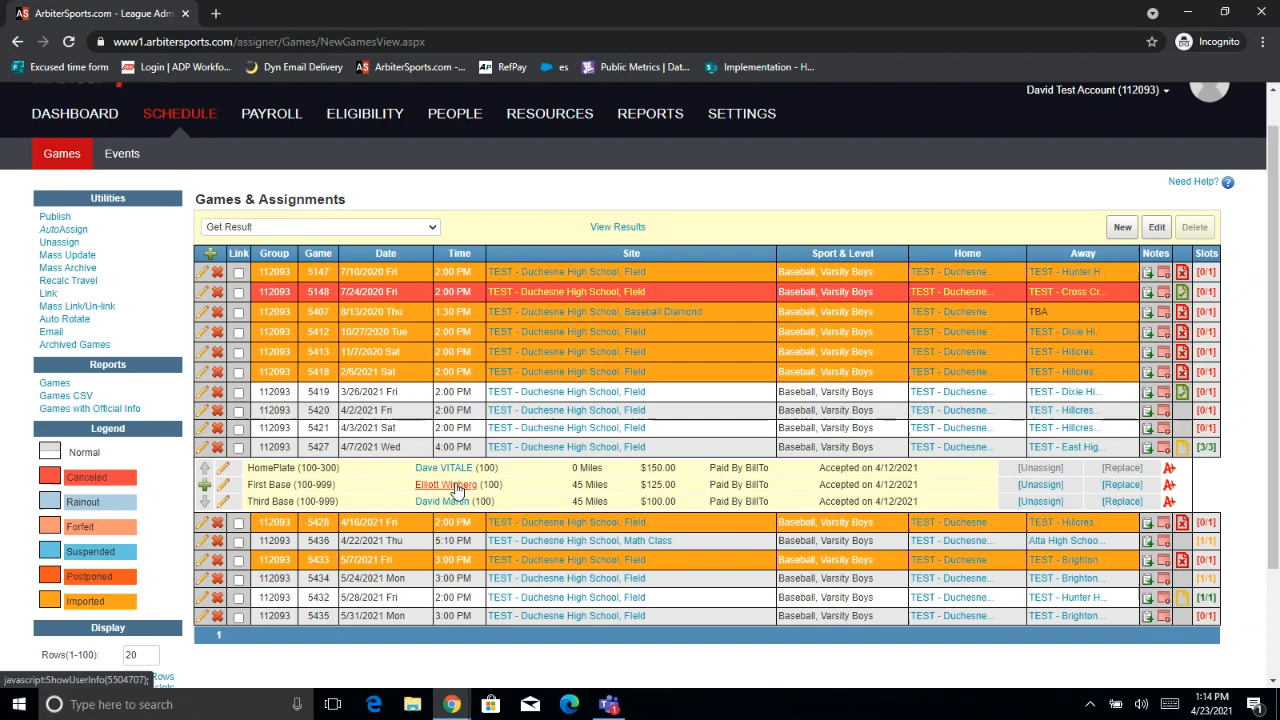 ArbiterSports.com - League Adm
www1.arbitersports.com/assigner/Games/NewGamesView.aspx
Incognito
Excused time form Login | ADP Workfo... Dyn Email Delivery ArbiterSports.com -... RefPay es Public Metrics | Dat... Implementation - H...
David Test Account (112093)
DASHBOARD SCHEDULE PAYROLL ELIGIBILITY PEOPLE RESOURCES REPORTS SETTINGS
Games Events
Need Help? ?
Utilities
Publish
AutoAssign
Unassign
Mass Update
Mass Archive
Recalc Travel
Link
Mass Link/Un-link
Auto Rotate
Email
Archived Games
Reports
Games
Games CSV
Games with Official Info
Legend
Normal
Canceled
Rainout
Forfeit
Suspended
Postponed
Imported
Display
Rows(1-100): 20
Rows
Games & Assignments
Get Result View Results New Edit Delete
Link Group Game Date Time Site Sport & Level Home Away Notes Slots
112093 5147 7/10/2020 Fri 2:00 PM TEST - Duchesne High School, Field Baseball, Varsity Boys TEST - Duchesne... TEST - Hunter H... [0/1]
112093 5148 7/24/2020 Fri 2:00 PM TEST - Duchesne High School, Field Baseball, Varsity Boys TEST - Duchesne... TEST - Cross Cr... [0/1]
112093 5407 8/13/2020 Thu 1:30 PM TEST - Duchesne High School, Baseball Diamond Baseball, Varsity Boys TEST - Duchesne... TBA [0/1]
112093 5412 10/27/2020 Tue 2:00 PM TEST - Duchesne High School, Field Baseball, Varsity Boys TEST - Duchesne... TEST - Dixie Hi... [0/1]
112093 5413 11/7/2020 Sat 2:00 PM TEST - Duchesne High School, Field Baseball, Varsity Boys TEST - Duchesne... TEST - Hillcres... [0/1]
112093 5418 2/6/2021 Sat 2:00 PM TEST - Duchesne High School, Field Baseball, Varsity Boys TEST - Duchesne... TEST - Hillcres... [0/1]
112093 5419 3/26/2021 Fri 2:00 PM TEST - Duchesne High School, Field Baseball, Varsity Boys TEST - Duchesne... TEST - Dixie Hi... [0/1]
112093 5420 4/2/2021 Fri 2:00 PM TEST - Duchesne High School, Field Baseball, Varsity Boys TEST - Duchesne... TEST - Hillcres... [0/1]
112093 5421 4/3/2021 Sat 2:00 PM TEST - Duchesne High School, Field Baseball, Varsity Boys TEST - Duchesne... TEST - Hillcres... [0/1]
112093 5427 4/7/2021 Wed 4:00 PM TEST - Duchesne High School, Field Baseball, Varsity Boys TEST - Duchesne... TEST - East Hig... [3/3]
HomePlate (100-300) Dave VITALE (100) 0 Miles $150.00 Paid By BillTo Accepted on 4/12/2021 [Unassign] [Replace] A+
First Base (100-999) Elliott (100) 45 Miles $125.00 Paid By BillTo Accepted on 4/12/2021 [Unassign] [Replace] A+
Third Base (100-999) David (100) 45 Miles $100.00 Paid By BillTo Accepted on 4/12/2021 [Unassign] [Replace] A+
112093 5428 4/16/2021 Fri 2:00 PM TEST - Duchesne High School, Field Baseball, Varsity Boys TEST - Duchesne... TEST - Hillcres... [0/1]
112093 5436 4/22/2021 Thu 5:10 PM TEST - Duchesne High School, Math Class Baseball, Varsity Boys TEST - Duchesne... Alta High Schoo... [1/1]
112093 5433 5/7/2021 Fri 3:00 PM TEST - Duchesne High School, Field Baseball, Varsity Boys TEST - Duchesne... TEST - Brighton... [0/1]
112093 5434 5/24/2021 Mon 3:00 PM TEST - Duchesne High School, Field Baseball, Varsity Boys TEST - Duchesne... TEST - Brighton... [1/1]
112093 5432 5/28/2021 Fri 3:00 PM TEST - Duchesne High School, Field Baseball, Varsity Boys TEST - Duchesne... TEST - Hunter H... [1/1]
112093 5435 5/31/2021 Mon 3:00 PM TEST - Duchesne High School, Field Baseball, Varsity Boys TEST - Duchesne... TEST - Brighton... [0/1]
1
javascript:ShowUserInfo(5504707);
Type here to search
1:14 PM
4/23/2021